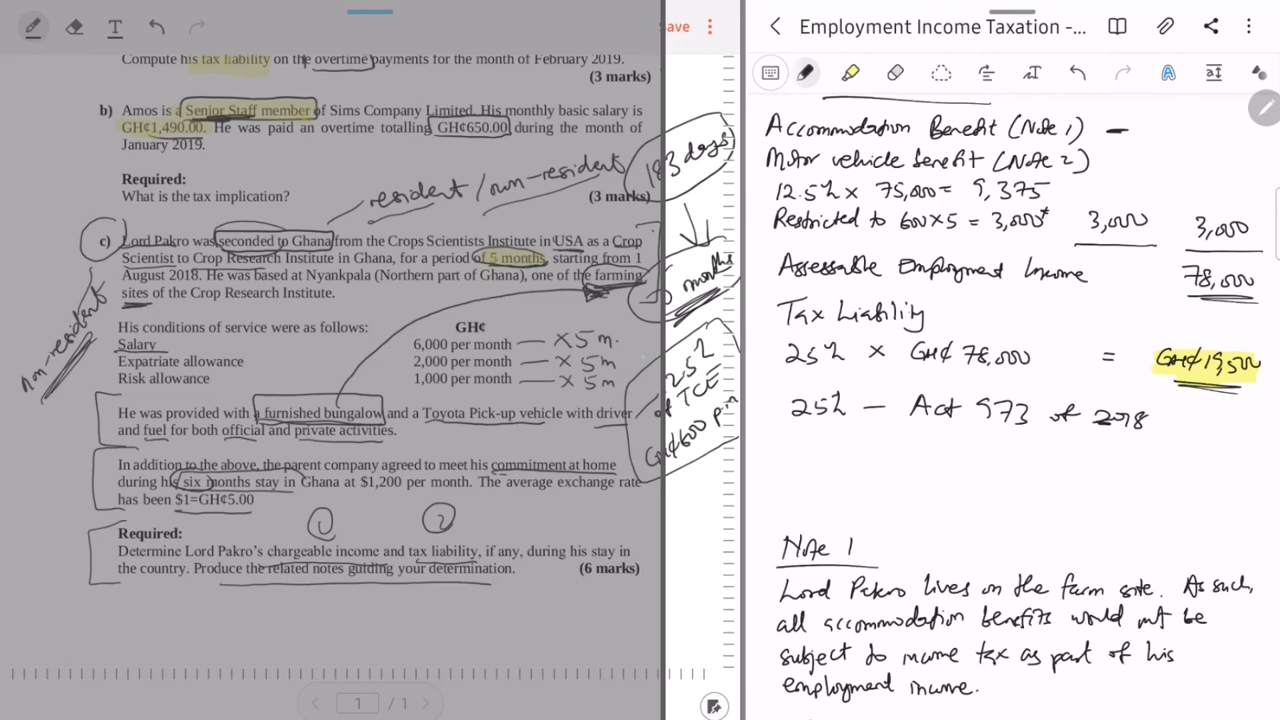 Compute his tax liability on the overtime payments for the month of February 2019.
(3 marks)
b) Amos is a Senior Staff member of Sims Company Limited. His monthly basic salary is
GH¢1,490.00. He was paid an overtime totalling GH¢650.00 during the month of
January 2019.
Required:
What is the tax implication?
(3 marks)
resident / non-resident
183 days
c) Lord Pakro was seconded to Ghana from the Crops Scientists Institute in USA as a Crop
Scientist to Crop Research Institute in Ghana, for a period of 5 months, starting from 1
August 2018. He was based at Nyankpala (Northern part of Ghana), one of the farming
sites of the Crop Research Institute.
5 months
non-resident
His conditions of service were as follows: GH¢
Salary 6,000 per month × 5 m.
Expatriate allowance 2,000 per month × 5 m
Risk allowance 1,000 per month × 5 m
He was provided with a furnished bungalow and a Toyota Pick-up vehicle with driver
and fuel for both official and private activities.
of TCE
GH¢600 p.m
In addition to the above, the parent company agreed to meet his commitment at home
during his six months stay in Ghana at $1,200 per month. The average exchange rate
has been $1=GH¢5.00
1 2
Required:
Determine Lord Pakro's chargeable income and tax liability, if any, during his stay in
the country. Produce the related notes guiding your determination. (6 marks)
1 / 1
ave
Employment Income Taxation -...
Accommodation Benefit (Note 1) -
Motor vehicle benefit (Note 2)
12.5% × 75,000 = 9,375
Restricted to 600×5 = 3,000* 3,000 3,000
Assessable Employment Income 78,000
Tax Liability
25% × GH¢ 78,000 = GH¢19,500
25% - Act 973 of 2018
Note 1
Lord Pakro lives on the farm site. As such,
all accommodation benefits would not be
subject to income tax as part of his
employment income.